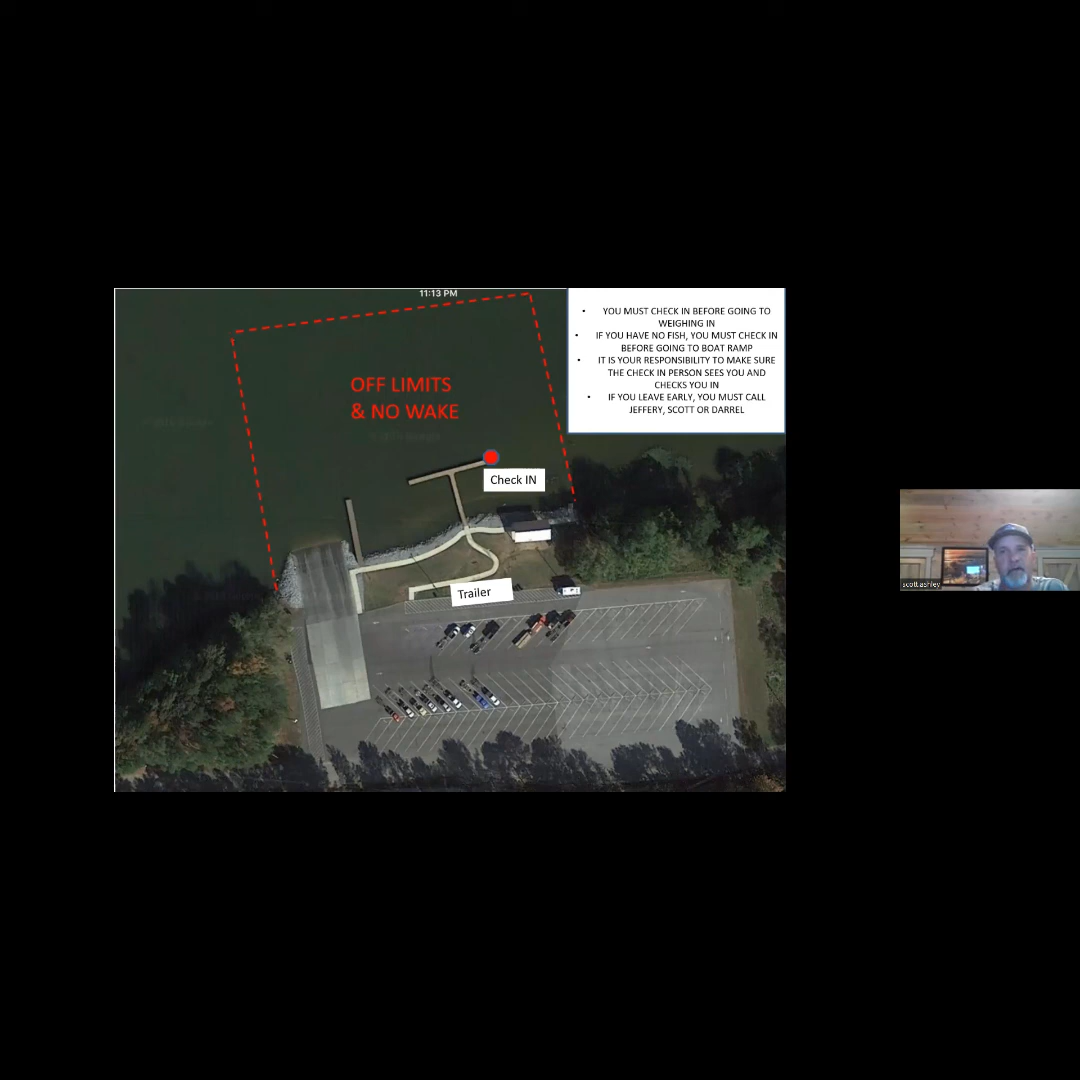 11:13 PM
OFF LIMITS
& NO WAKE
Check IN
Trailer
• YOU MUST CHECK IN BEFORE GOING TO
WEIGHING IN
• IF YOU HAVE NO FISH, YOU MUST CHECK IN
BEFORE GOING TO BOAT RAMP
• IT IS YOUR RESPONSIBILITY TO MAKE SURE
THE CHECK IN PERSON SEES YOU AND
CHECKS YOU IN
• IF YOU LEAVE EARLY, YOU MUST CALL
JEFFERY, SCOTT OR DARREL
scott ashley